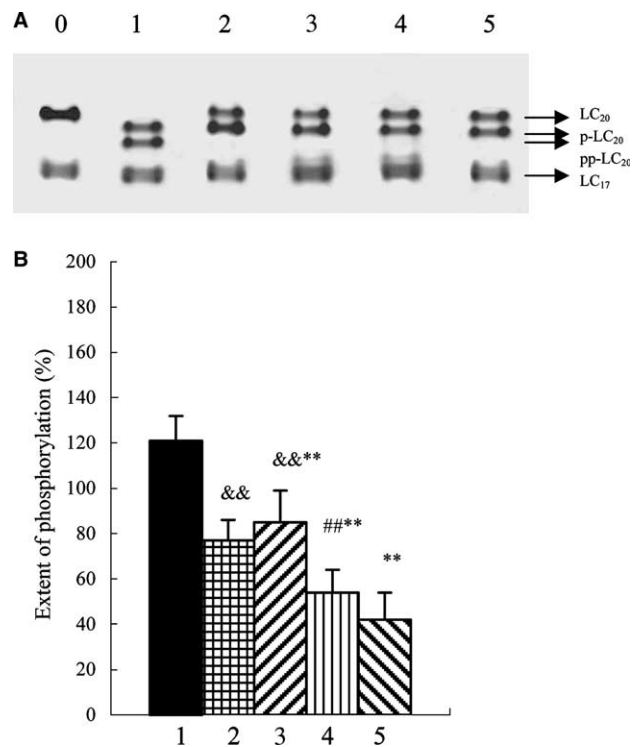 A
0 1 2 3 4 5
LC₂₀
p-LC₂₀
pp-LC₂₀
LC₁₇
B
Extent of phosphorylation (%)
200
180
160
140
120
100
80
60
40
20
0
&&
&&**
##**
**
1 2 3 4 5